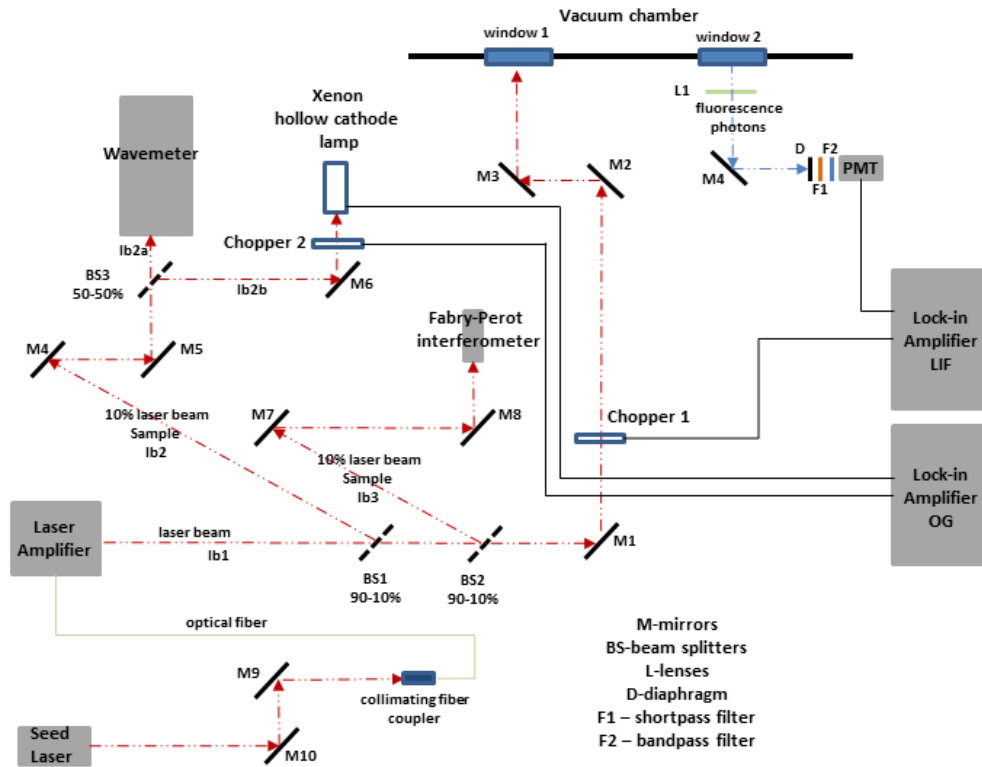 Vacuum chamber
window 1
window 2
L1
fluorescence
photons
Xenon
hollow cathode
lamp
Wavemeter
M3
M2
M4
D
F2
F1
PMT
Chopper 2
lb2a
BS3
50-50%
lb2b
M6
Fabry-Perot
interferometer
Lock-in
Amplifier
LIF
M4
M5
10% laser beam
Sample
lb2
M7
M8
Chopper 1
10% laser beam
Sample
lb3
Lock-in
Amplifier
OG
Laser
Amplifier
laser beam
lb1
M1
BS1
90-10%
BS2
90-10%
optical fiber
M9
collimating fiber
coupler
Seed
Laser
M10
M-mirrors
BS-beam splitters
L-lenses
D-diaphragm
F1 – shortpass filter
F2 – bandpass filter